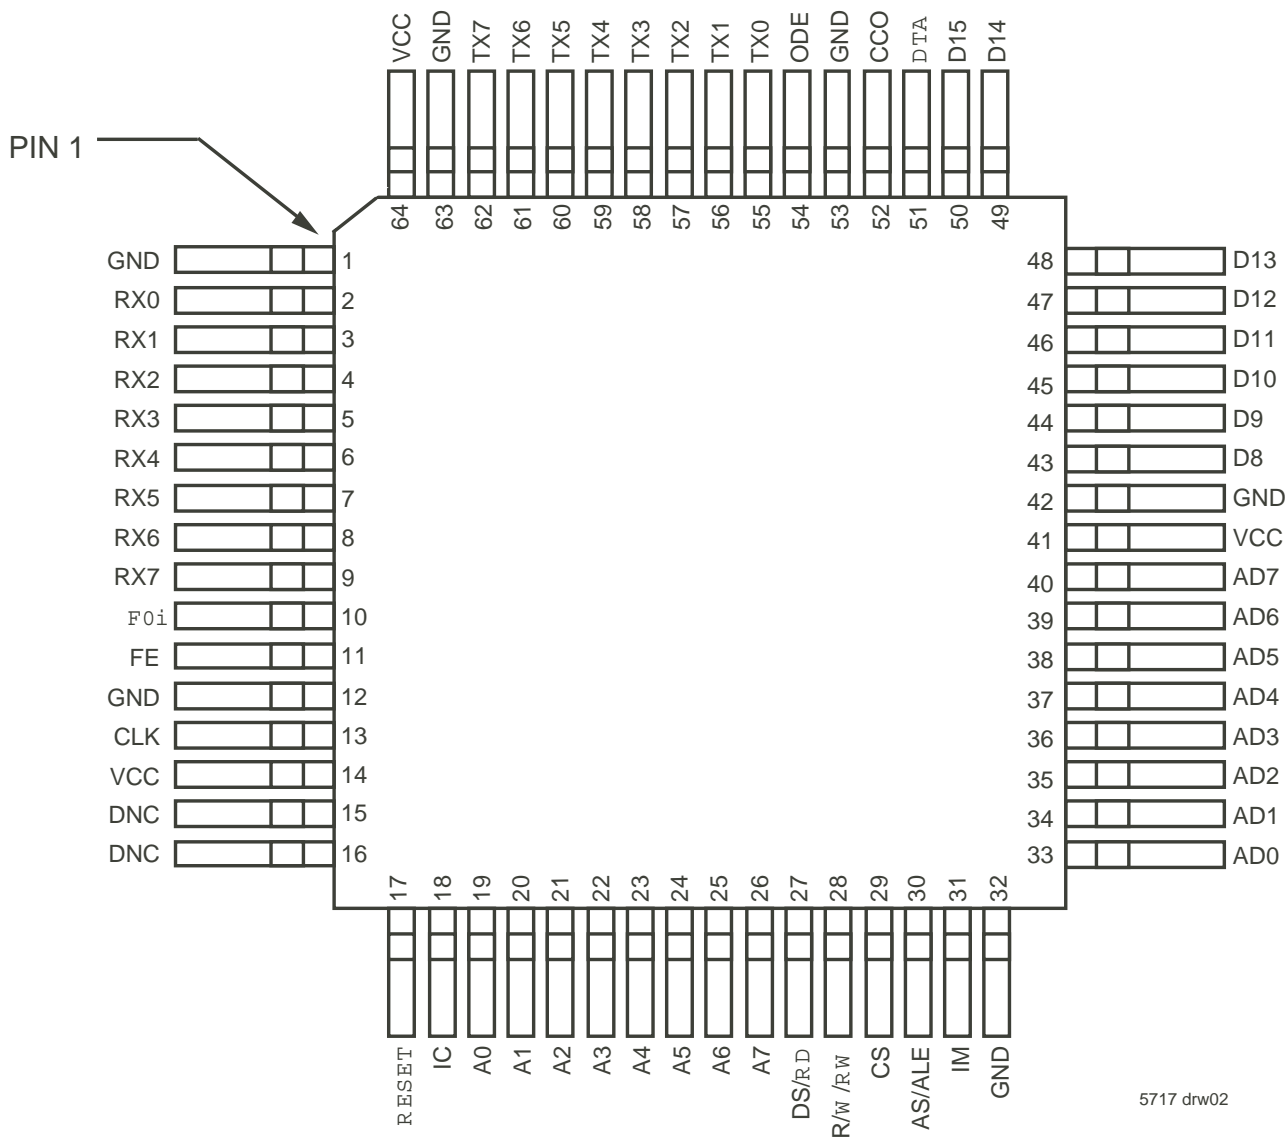 VCC
GND
TX7
TX6
TX5
TX4
TX3
TX2
TX1
TX0
ODE
GND
CCO
DTA
D15
D14
PIN 1
64
63
62
61
60
59
58
57
56
55
54
53
52
51
50
49
GND 1
RX0 2
RX1 3
RX2 4
RX3 5
RX4 6
RX5 7
RX6 8
RX7 9
F0i 10
FE 11
GND 12
CLK 13
VCC 14
DNC 15
DNC 16
48 D13
47 D12
46 D11
45 D10
44 D9
43 D8
42 GND
41 VCC
40 AD7
39 AD6
38 AD5
37 AD4
36 AD3
35 AD2
34 AD1
33 AD0
17
18
19
20
21
22
23
24
25
26
27
28
29
30
31
32
RESET
IC
A0
A1
A2
A3
A4
A5
A6
A7
DS/RD
R/W /RW
CS
AS/ALE
IM
GND
5717 drw02